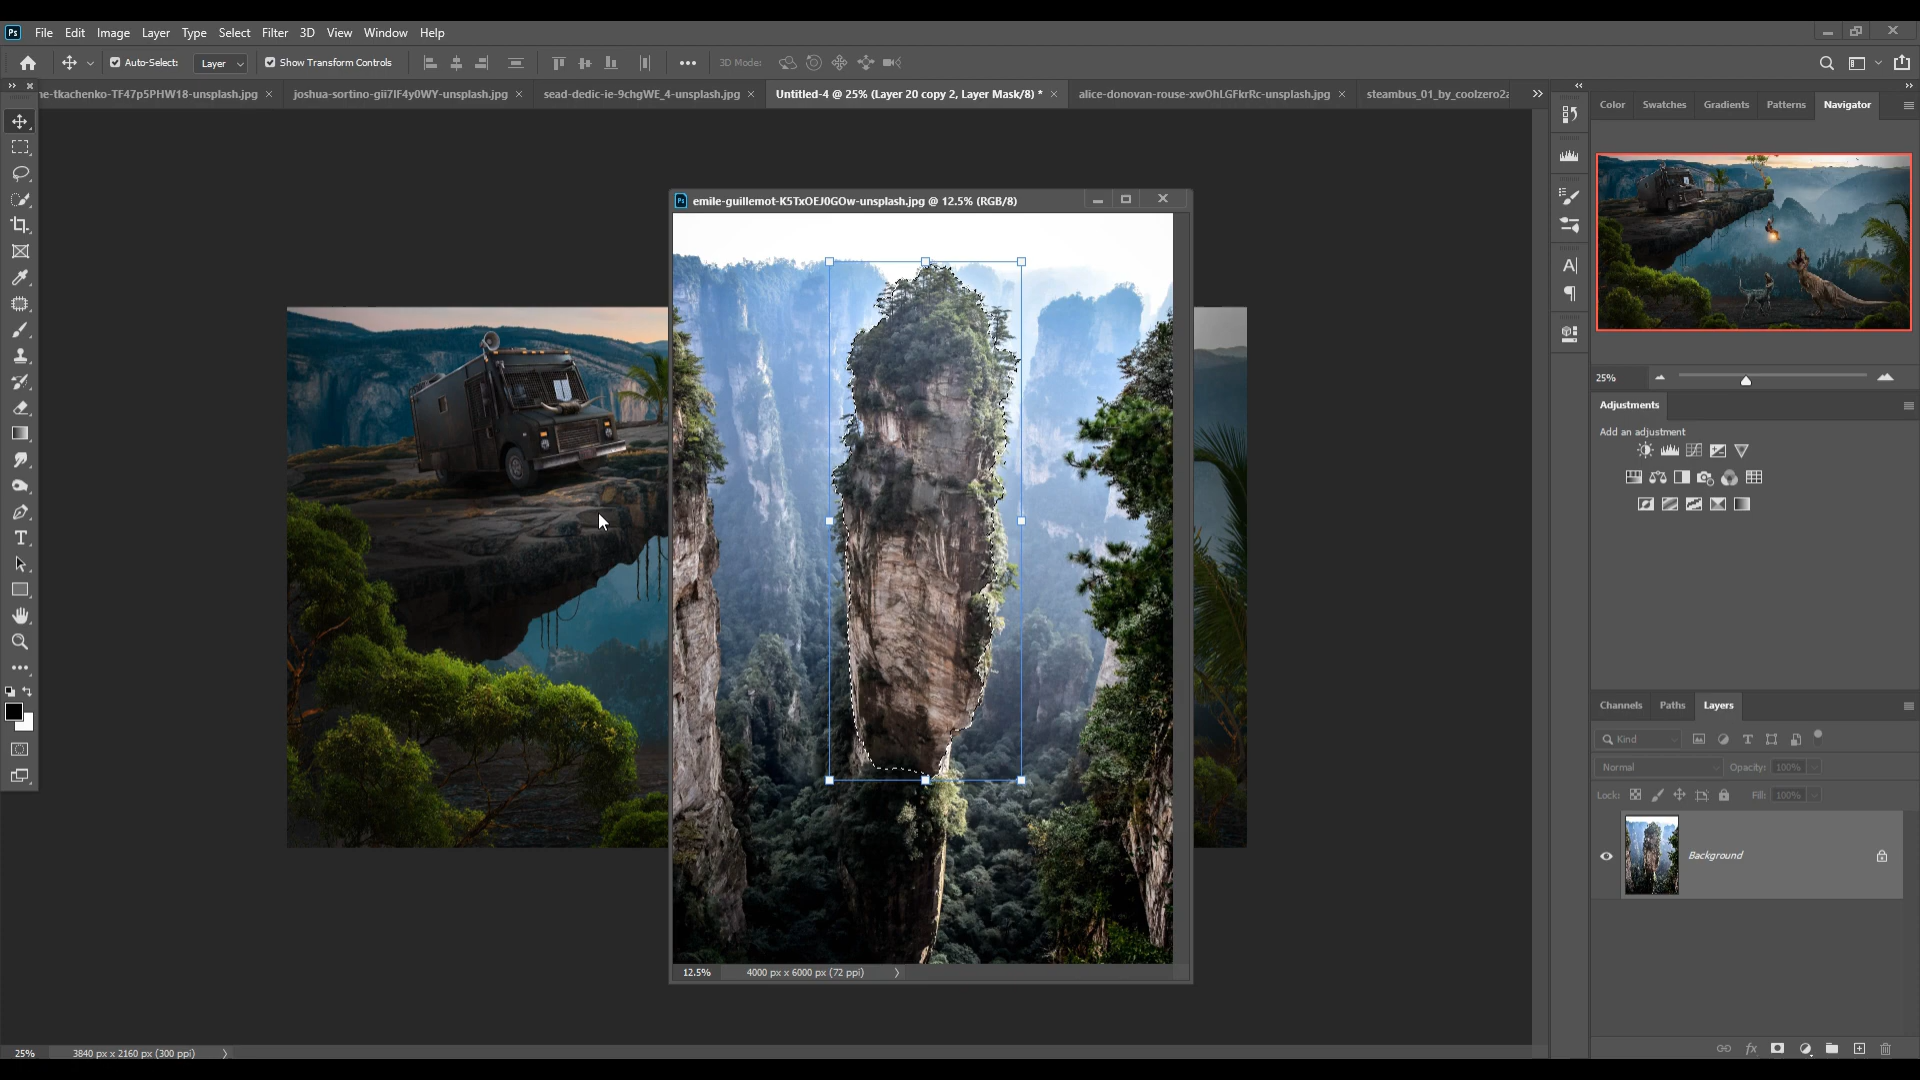 Ps File Edit Image Layer Type Select Filter 3D View Window Help
Auto-Select: Layer Show Transform Controls 3D Mode:
ne-tkachenko-TF47p5PHW18-unsplash.jpg joshua-sortino-gii7lF4y0WY-unsplash.jpg sead-dedic-ie-9chgWE_4-unsplash.jpg Untitled-4 @ 25% (Layer 20 copy 2, Layer Mask/8) * alice-donovan-rouse-xwOhLGFkrRc-unsplash.jpg steambus_01_by_coolzero2a
Color Swatches Gradients Patterns Navigator
Ps emile-guillemot-K5TxOEJ0GOw-unsplash.jpg @ 12.5% (RGB/8)
25%
Adjustments
Add an adjustment
Channels Paths Layers
Kind
Normal Opacity: 100%
Lock: Fill: 100%
Background
12.5% 4000 px x 6000 px (72 ppi)
25% 3840 px x 2160 px (300 ppi)